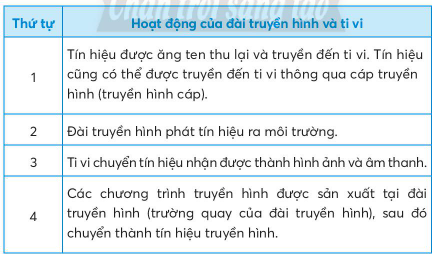 Chân trời sáng tạo
Thứ tự
Hoạt động của đài truyền hình và ti vi
1
Tín hiệu được ăng ten thu lại và truyền đến ti vi. Tín hiệu
cũng có thể được truyền đến ti vi thông qua cáp truyền
hình (truyền hình cáp).
2
Đài truyền hình phát tín hiệu ra môi trường.
3
Ti vi chuyển tín hiệu nhận được thành hình ảnh và âm thanh.
4
Các chương trình truyền hình được sản xuất tại đài
truyền hình (trường quay của đài truyền hình), sau đó
chuyển thành tín hiệu truyền hình.